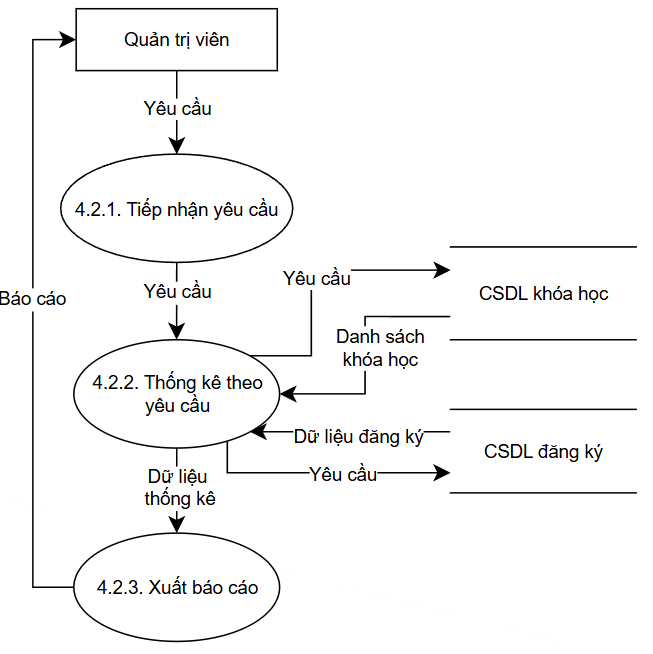 Quản trị viên
Yêu cầu
4.2.1. Tiếp nhận yêu cầu
Yêu cầu
Yêu cầu
CSDL khóa học
Báo cáo
Danh sách
khóa học
4.2.2. Thống kê theo
yêu cầu
Dữ liệu đăng ký
CSDL đăng ký
Yêu cầu
Dữ liệu
thống kê
4.2.3. Xuất báo cáo